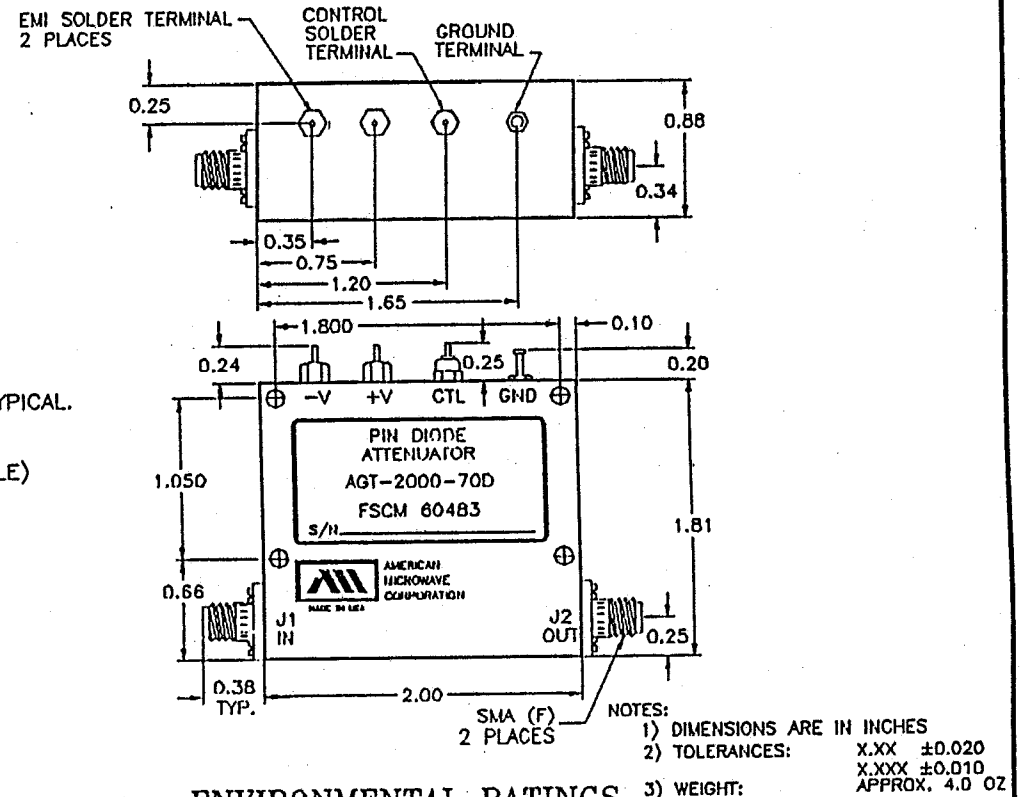 EMI SOLDER TERMINAL
2 PLACES
CONTROL
SOLDER
TERMINAL
GROUND
TERMINAL
0.25
0.88
0.34
0.35
0.75
1.20
1.65
1.800
0.10
0.24
0.25
0.20
-V
+V
CTL
GND
YPICAL.
LE)
PIN DIODE
ATTENUATOR
AGT-2000-70D
FSCM 60483
S/N
1.050
1.81
0.66
AMERICAN
MICROWAVE
CORPORATION
MADE IN USA
J1
IN
J2
OUT
0.25
0.38
TYP.
2.00
SMA (F)
2 PLACES
NOTES:
1) DIMENSIONS ARE IN INCHES
2) TOLERANCES: X.XX ±0.020
X.XXX ±0.010
3) WEIGHT: APPROX. 4.0 OZ
ENVIRONMENTAL RATINGS